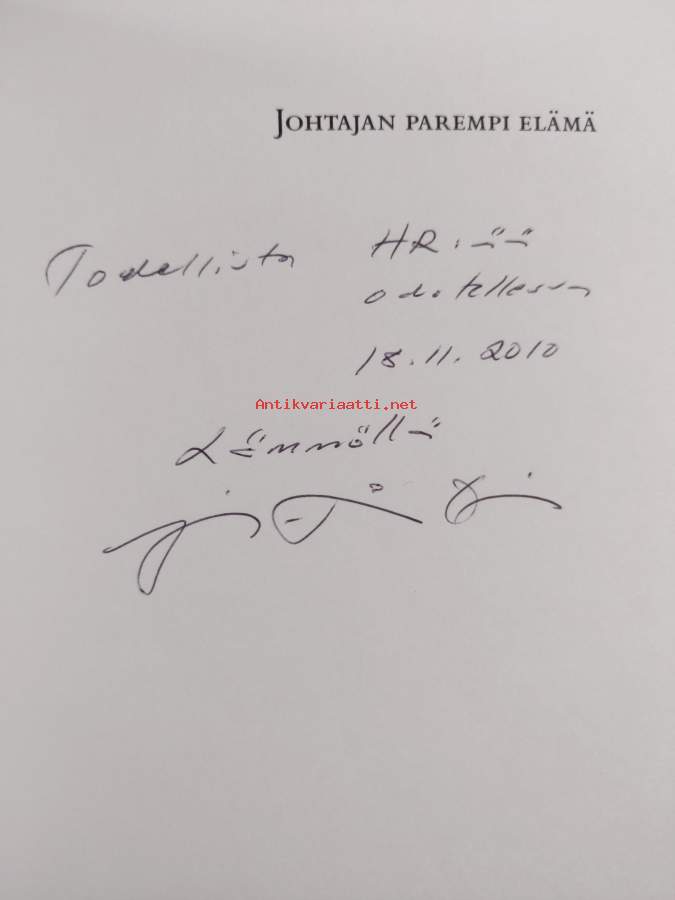 JOHTAJAN PAREMPI ELÄMÄ
Todellista HR:ää
odotellessa
18.11.2010
Antikvariaatti.net
Lämmöllä